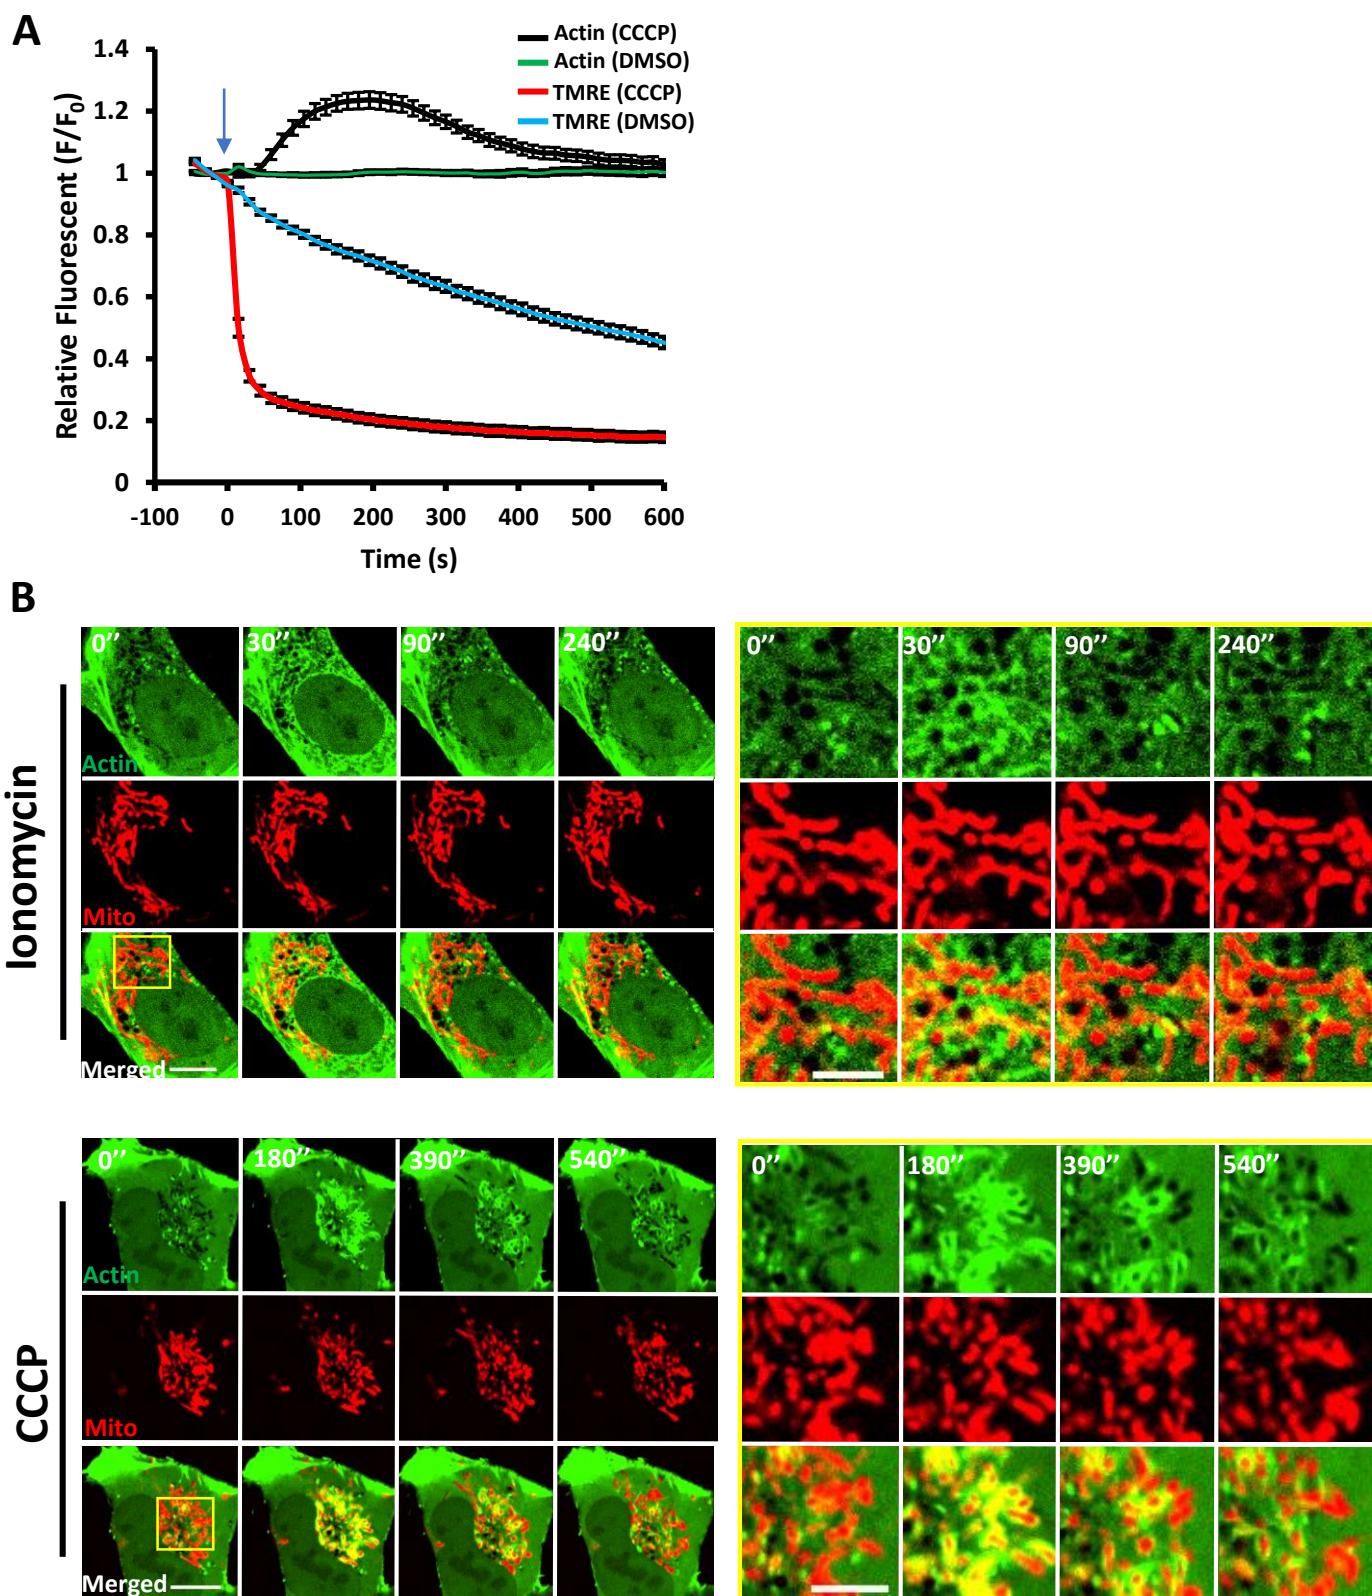 A
Actin (CCCP)
Actin (DMSO)
TMRE (CCCP)
TMRE (DMSO)
Relative Fluorescent (F/F₀)
1.4
1.2
1
0.8
0.6
0.4
0.2
0
-100 0 100 200 300 400 500 600
Time (s)
B
Ionomycin
0” 30” 90” 240”
0” 30” 90” 240”
Actin
Mito
Merged
CCCP
0” 180” 390” 540”
0” 180” 390” 540”
Actin
Mito
Merged